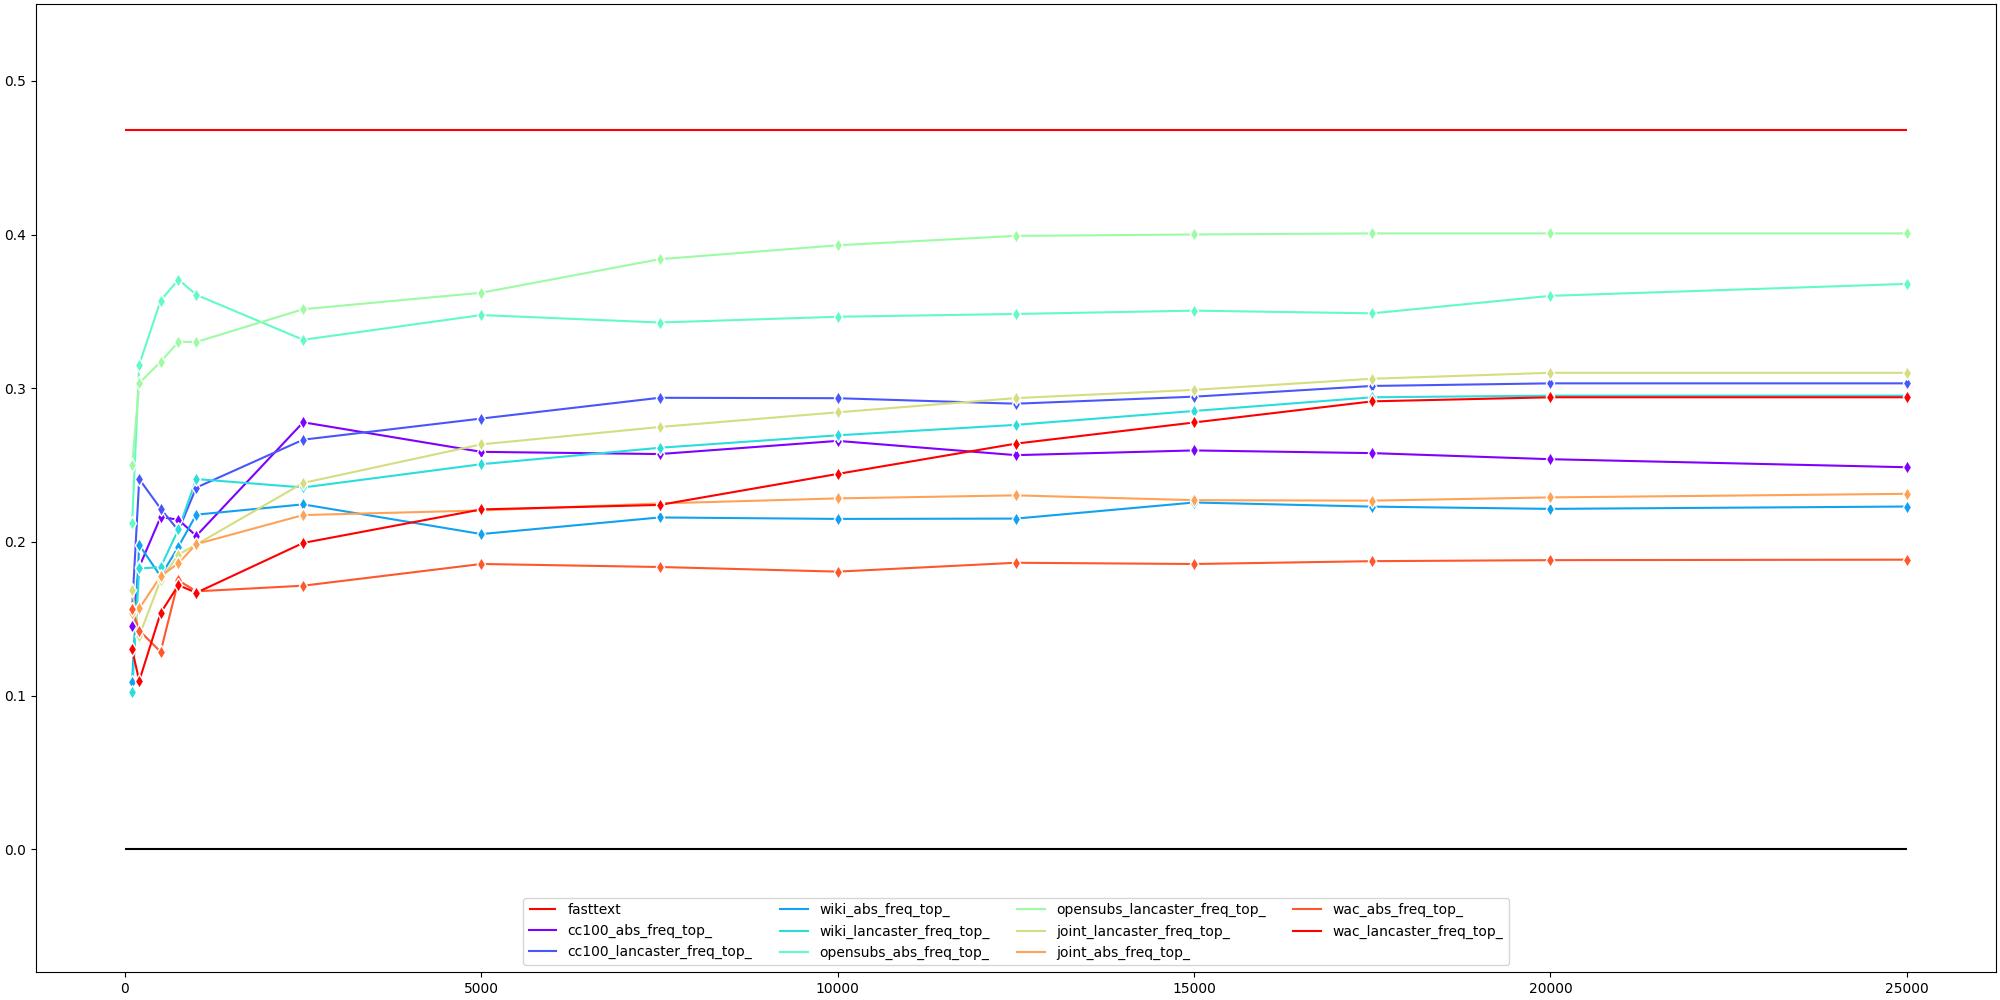 0.5
0.4
0.3
0.2
0.1
0.0
fasttext
cc100_abs_freq_top_
cc100_lancaster_freq_top_
wiki_abs_freq_top_
wiki_lancaster_freq_top_
opensubs_abs_freq_top_
opensubs_lancaster_freq_top_
joint_lancaster_freq_top_
joint_abs_freq_top_
wac_abs_freq_top_
wac_lancaster_freq_top_
0 5000 10000 15000 20000 25000